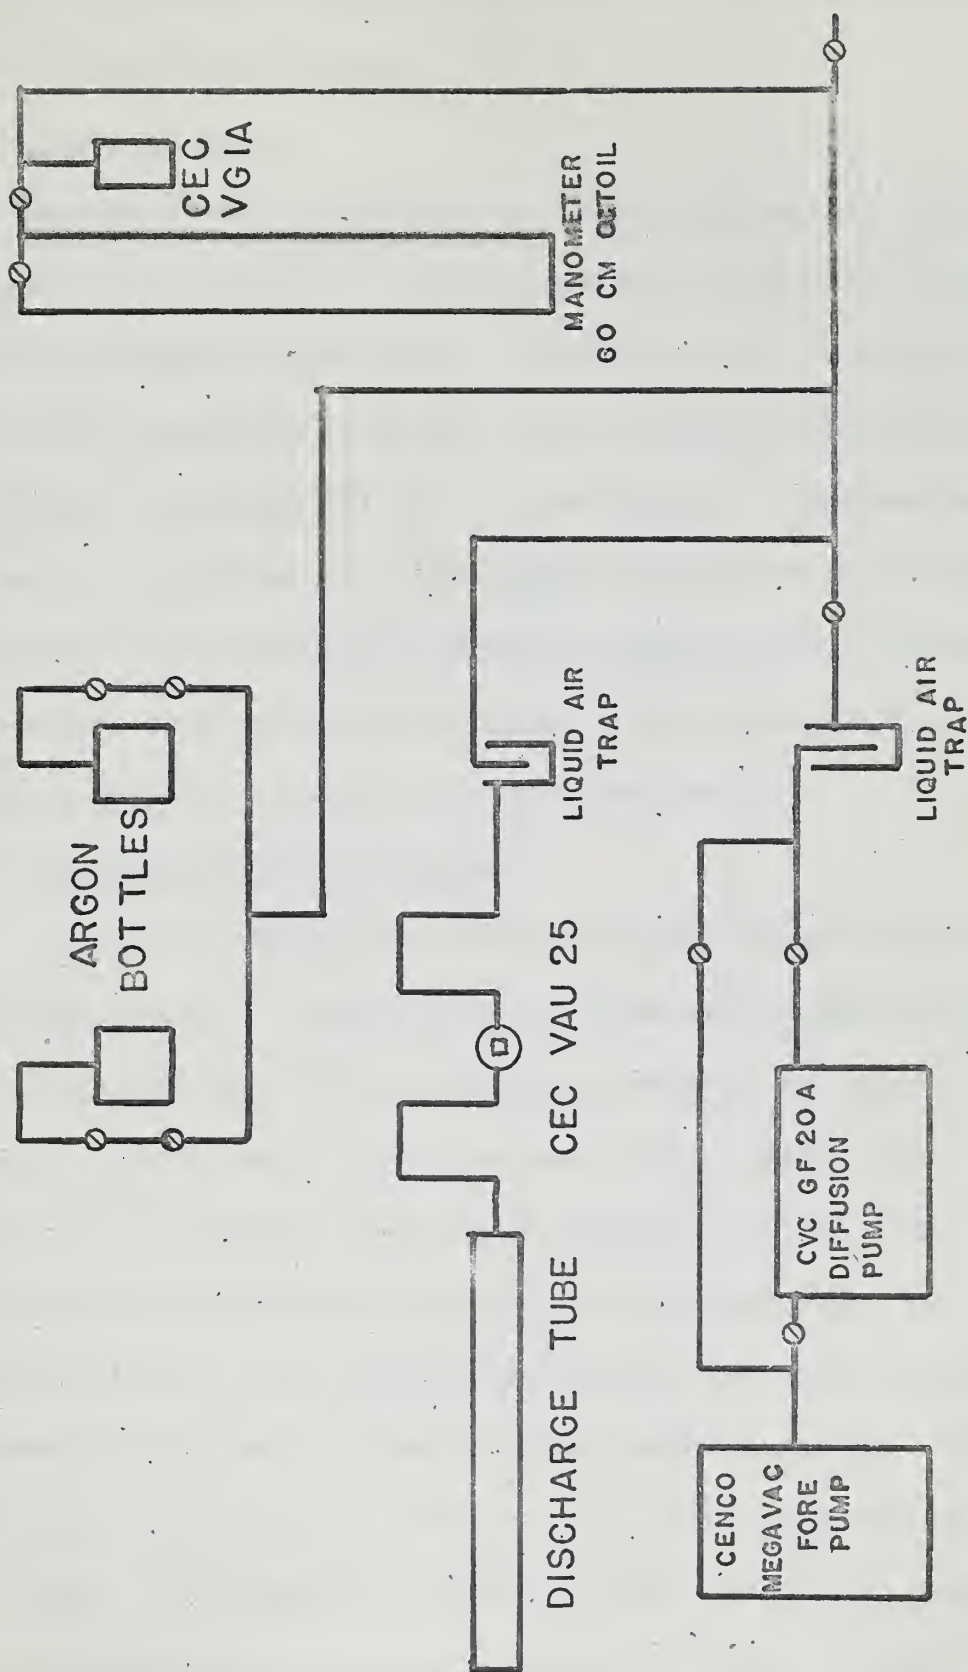 ARGON
BOTTLES
CEC
VG1A
MANOMETER
60 CM OCTOIL
DISCHARGE TUBE
CEC VAU 25
LIQUID AIR
TRAP
CENCO
MEGAVAC
FORE
PUMP
CVC GF 20 A
DIFFUSION
PUMP
LIQUID AIR
TRAP